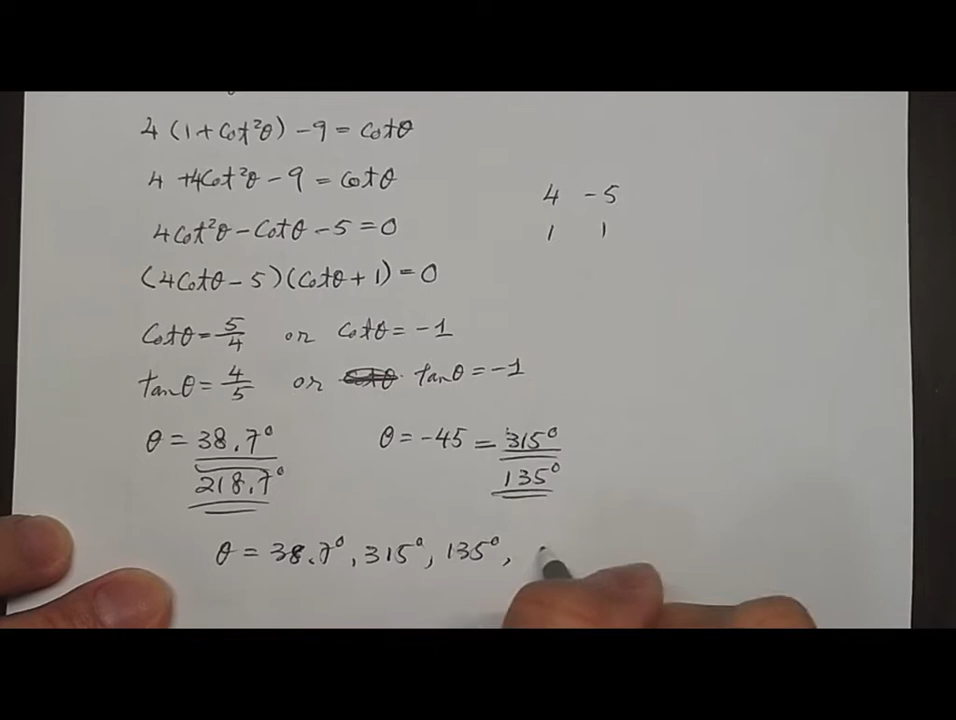 4 (1 + cot²θ) - 9 = cotθ
4 + 4cot²θ - 9 = cotθ
4cot²θ - cotθ - 5 = 0
(4cotθ - 5)(cotθ + 1) = 0
cotθ = 5/4 or cotθ = -1
tanθ = 4/5 or tanθ = -1
θ = 38.7° θ = -45 = 315°
218.7° 135°
θ = 38.7°, 315°, 135°,
4 -5
1 1